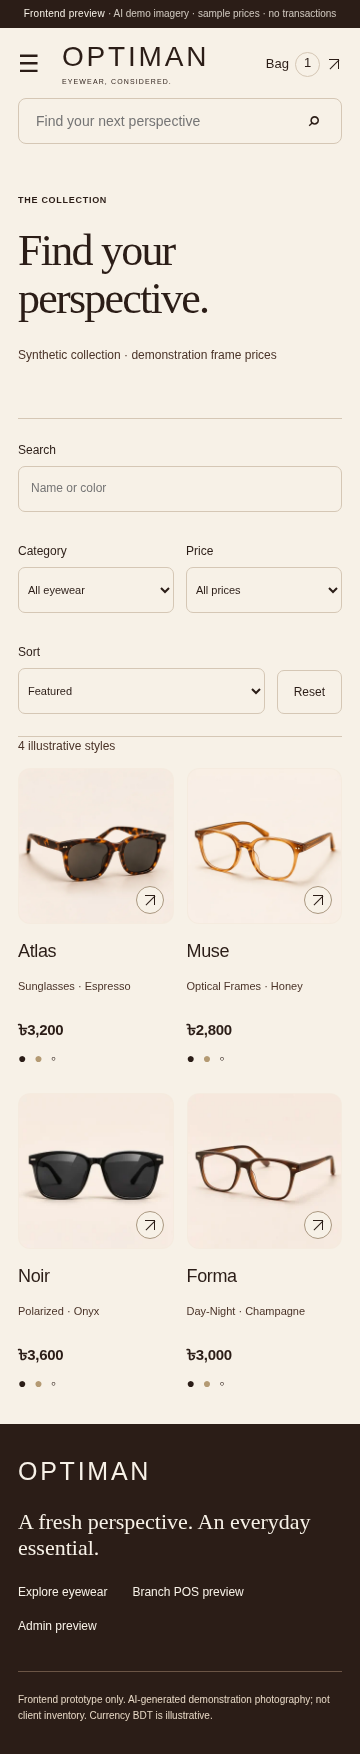 Frontend preview · AI demo imagery · sample prices · no transactions
OPTIMAN
EYEWEAR, CONSIDERED.
Bag 1
Find your next perspective
THE COLLECTION
Find your
perspective.
Synthetic collection · demonstration frame prices
Search
Name or color
Category Price
All eyewear All prices
Sort
Featured Reset
4 illustrative styles
Atlas Muse
Sunglasses · Espresso Optical Frames · Honey
৳3,200 ৳2,800
Noir Forma
Polarized · Onyx Day-Night · Champagne
৳3,600 ৳3,000
OPTIMAN
A fresh perspective. An everyday
essential.
Explore eyewear Branch POS preview
Admin preview
Frontend prototype only. AI-generated demonstration photography; not
client inventory. Currency BDT is illustrative.